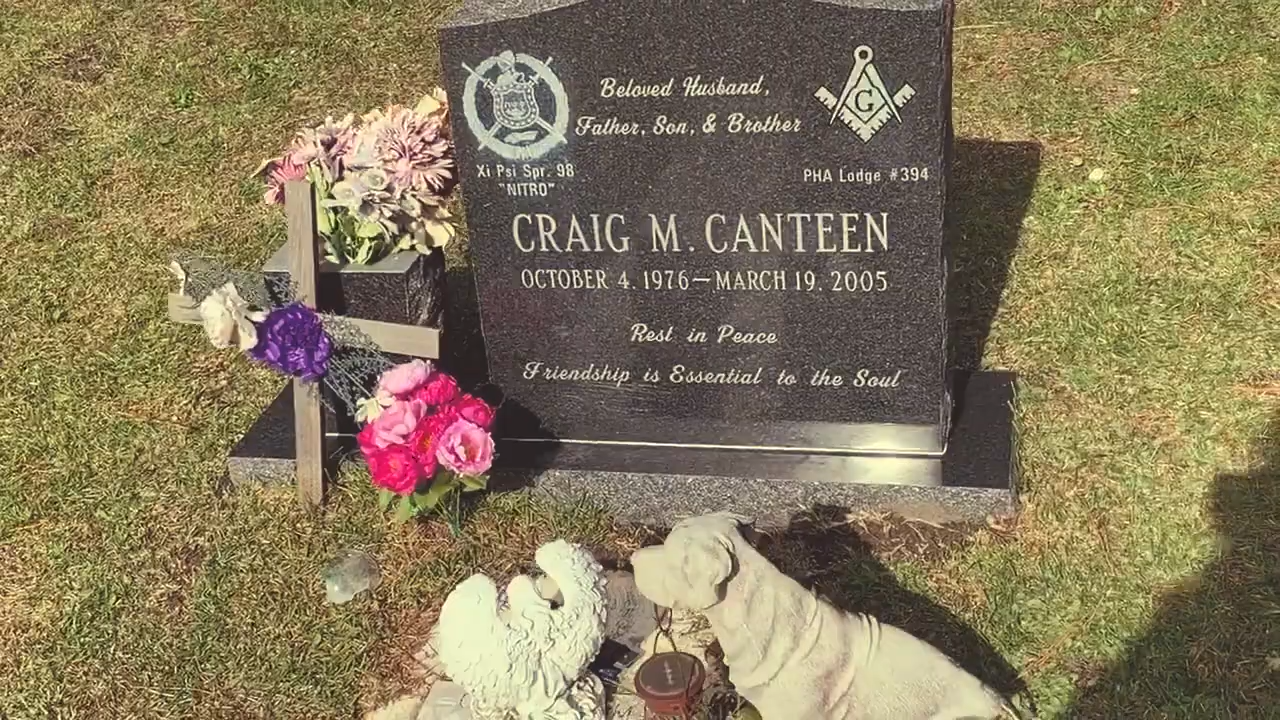 Beloved Husband,
Father, Son, & Brother
G
Xi Psi Spr. 98
"NITRO"
PHA Lodge #394
CRAIG M. CANTEEN
OCTOBER 4, 1976—MARCH 19, 2005
Rest in Peace
Friendship is Essential to the Soul